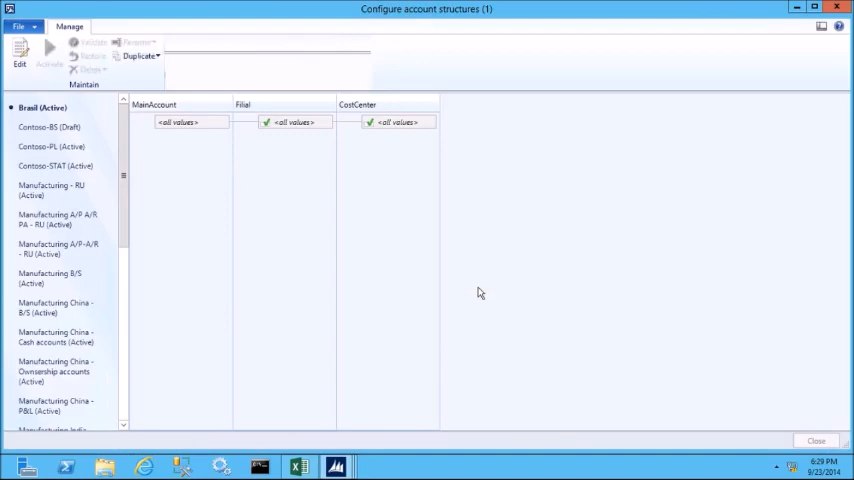 Configure account structures (1)
File
Manage
Edit
Activate
Validate
Restore
Delete
Rename
Duplicate
Maintain
Brasil (Active)
Contoso-BS (Draft)
Contoso-PL (Active)
Contoso-STAT (Active)
Manufacturing - RU
(Active)
Manufacturing A/P A/R
PA - RU (Active)
Manufacturing A/P-A/R
- RU (Active)
Manufacturing B/S
(Active)
Manufacturing China -
B/S (Active)
Manufacturing China -
Cash accounts (Active)
Manufacturing China -
Ownsership accounts
(Active)
Manufacturing China -
P&L (Active)
Manufacturing India
MainAccount
Filial
CostCenter
<all values>
<all values>
<all values>
Close
6:29 PM
9/23/2014